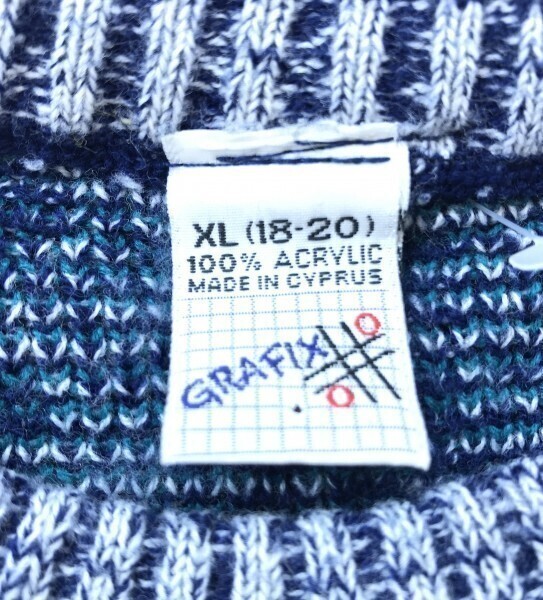 XL (18-20)
100% ACRYLIC
MADE IN CYPRUS
GRAFIX